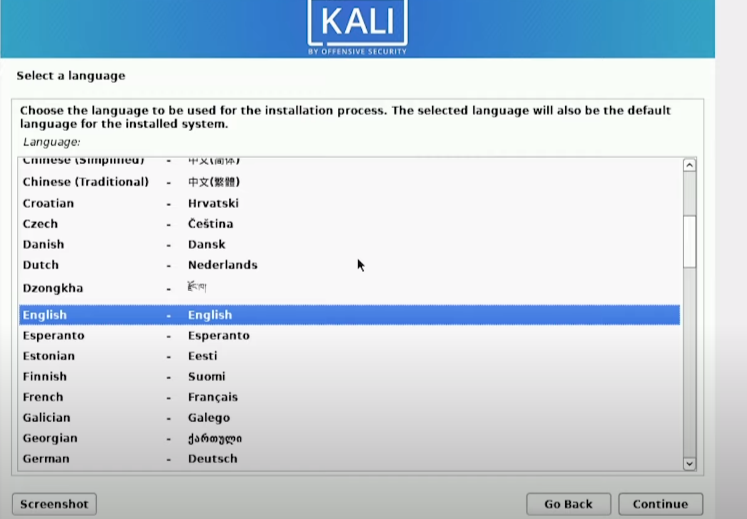 KALI
BY OFFENSIVE SECURITY
Select a language
Choose the language to be used for the installation process. The selected language will also be the default
language for the installed system.
Language:
Chinese (Simplified) - 中文(简体)
Chinese (Traditional) - 中文(繁體)
Croatian - Hrvatski
Czech - Čeština
Danish - Dansk
Dutch - Nederlands
Dzongkha - རྫོང་ཁ།
English - English
Esperanto - Esperanto
Estonian - Eesti
Finnish - Suomi
French - Français
Galician - Galego
Georgian - ქართული
German - Deutsch
Screenshot Go Back Continue